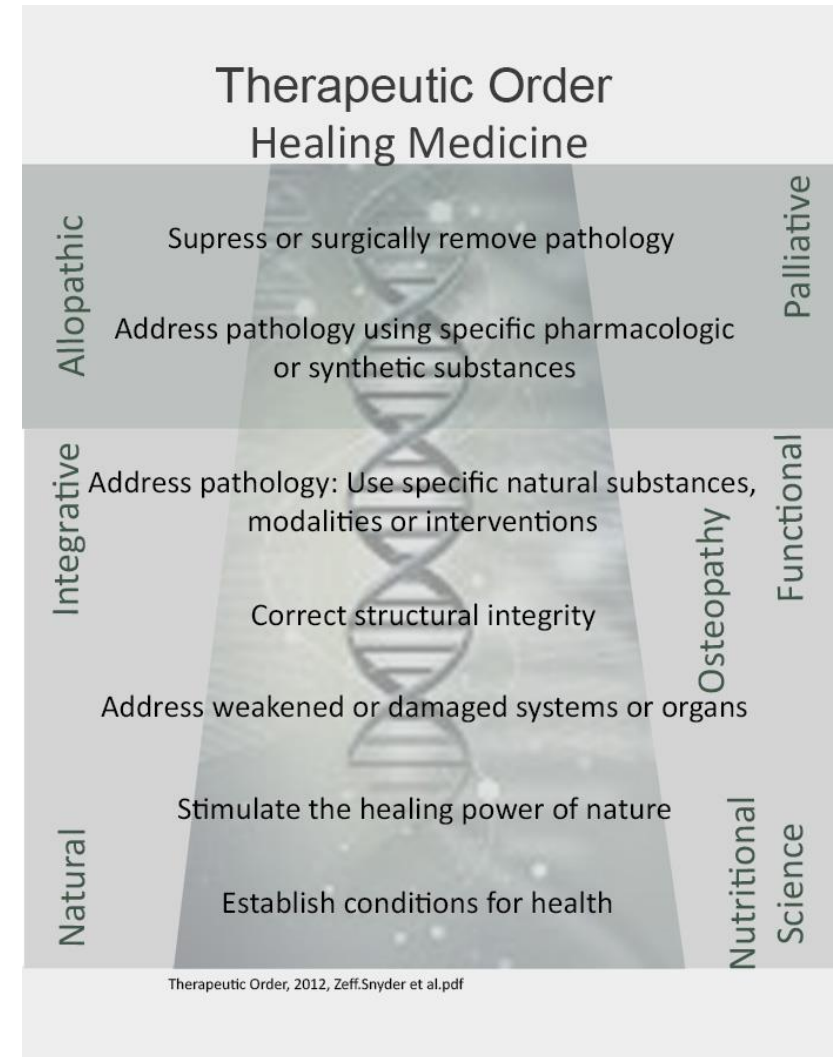 Therapeutic Order
Healing Medicine
Allopathic
Palliative
Supress or surgically remove pathology
Address pathology using specific pharmacologic
or synthetic substances
Integrative
Functional
Address pathology: Use specific natural substances,
modalities or interventions
Osteopathy
Correct structural integrity
Address weakened or damaged systems or organs
Natural
Nutritional
Science
Stimulate the healing power of nature
Establish conditions for health
Therapeutic Order, 2012, Zeff.Snyder et al.pdf